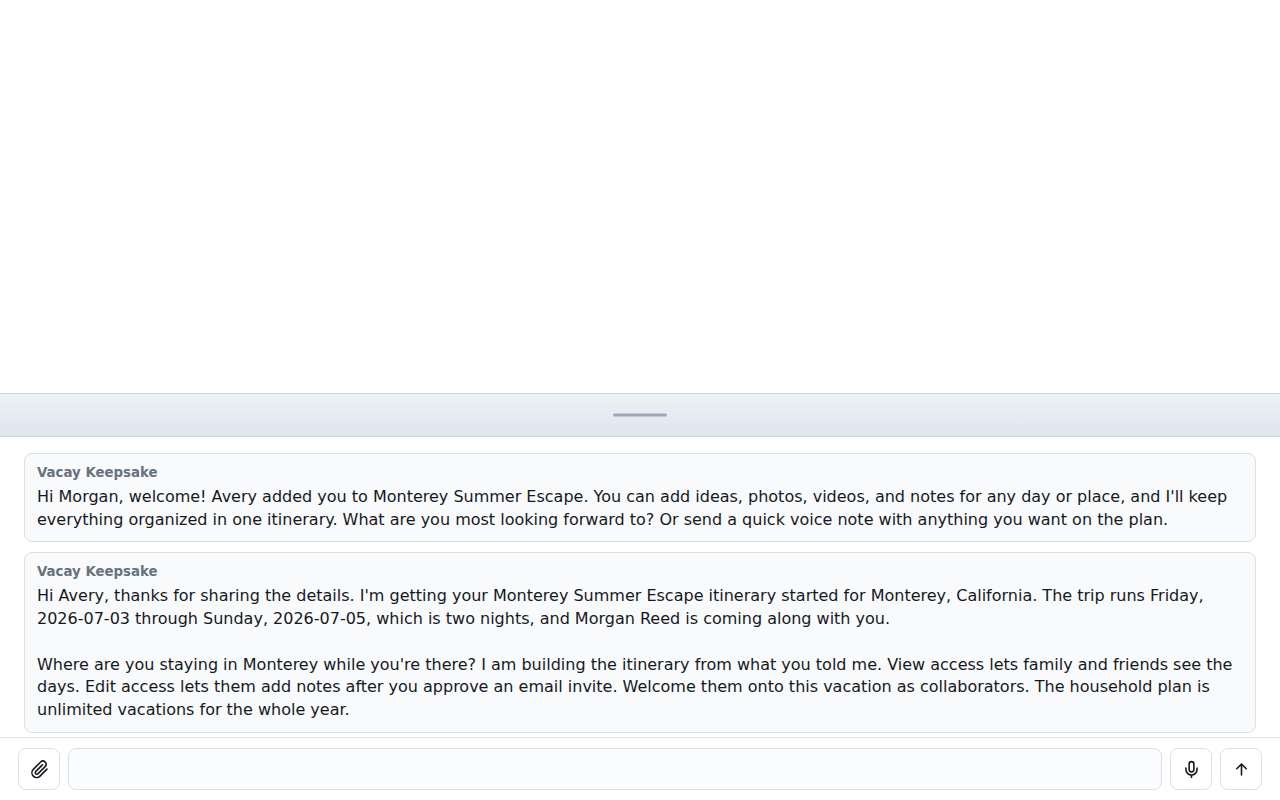 Vacay Keepsake
Hi Morgan, welcome! Avery added you to Monterey Summer Escape. You can add ideas, photos, videos, and notes for any day or place, and I'll keep
everything organized in one itinerary. What are you most looking forward to? Or send a quick voice note with anything you want on the plan.
Vacay Keepsake
Hi Avery, thanks for sharing the details. I'm getting your Monterey Summer Escape itinerary started for Monterey, California. The trip runs Friday,
2026-07-03 through Sunday, 2026-07-05, which is two nights, and Morgan Reed is coming along with you.
Where are you staying in Monterey while you're there? I am building the itinerary from what you told me. View access lets family and friends see the
days. Edit access lets them add notes after you approve an email invite. Welcome them onto this vacation as collaborators. The household plan is
unlimited vacations for the whole year.